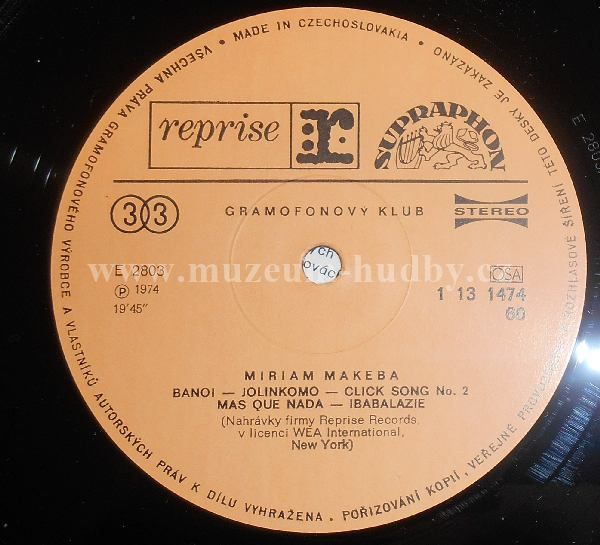 VŠECHNA PRÁVA GRAMOFONOVÉHO VÝROBCE A VLASTNÍKŮ AUTORSKÝCH PRÁV K DÍLU VYHRAŽENA. POŘIZOVÁNÍ KOPIÍ, VEŘEJNÉ PROVOZOVÁNÍ A ROZHLASOVÉ ŠÍŘENÍ TÉTO DESKY JE ZAKÁZÁNO • MADE IN CZECHOSLOVAKIA •
reprise r: SUPRAPHON
33 GRAMOFONOVÝ KLUB STEREO
E 2803
www.muzeum-hudby.c
OSA
℗ 1974
1 13 1474
19'45"
60
MIRIAM MAKEBA
BANOI — JOLINKOMO — CLICK SONG No. 2
MAS QUE NADA — IBABALAZIE
(Nahrávky firmy Reprise Records,
v licenci WEA International,
New York)
E 2803